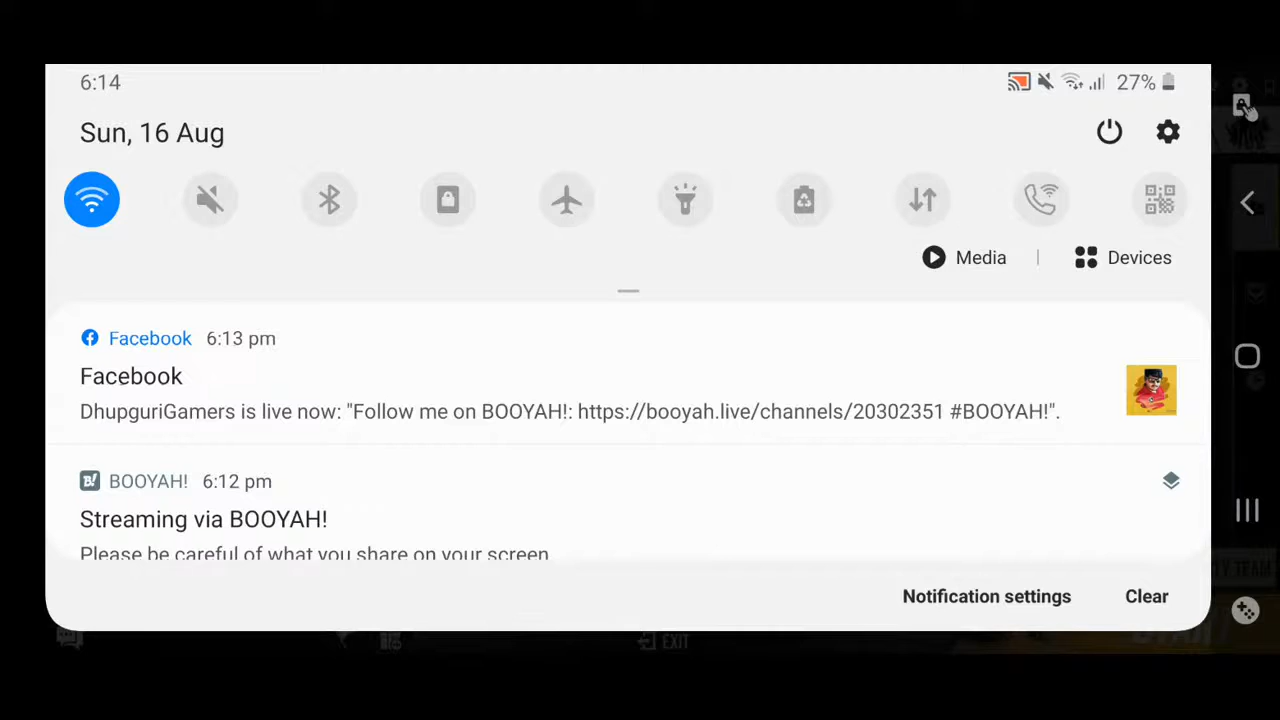 6:14
27%
Sun, 16 Aug
Media
Devices
Facebook 6:13 pm
Facebook
DhupguriGamers is live now: "Follow me on BOOYAH!: https://booyah.live/channels/20302351 #BOOYAH!".
BOOYAH! 6:12 pm
Streaming via BOOYAH!
Please be careful of what you share on your screen
Notification settings
Clear
EXIT